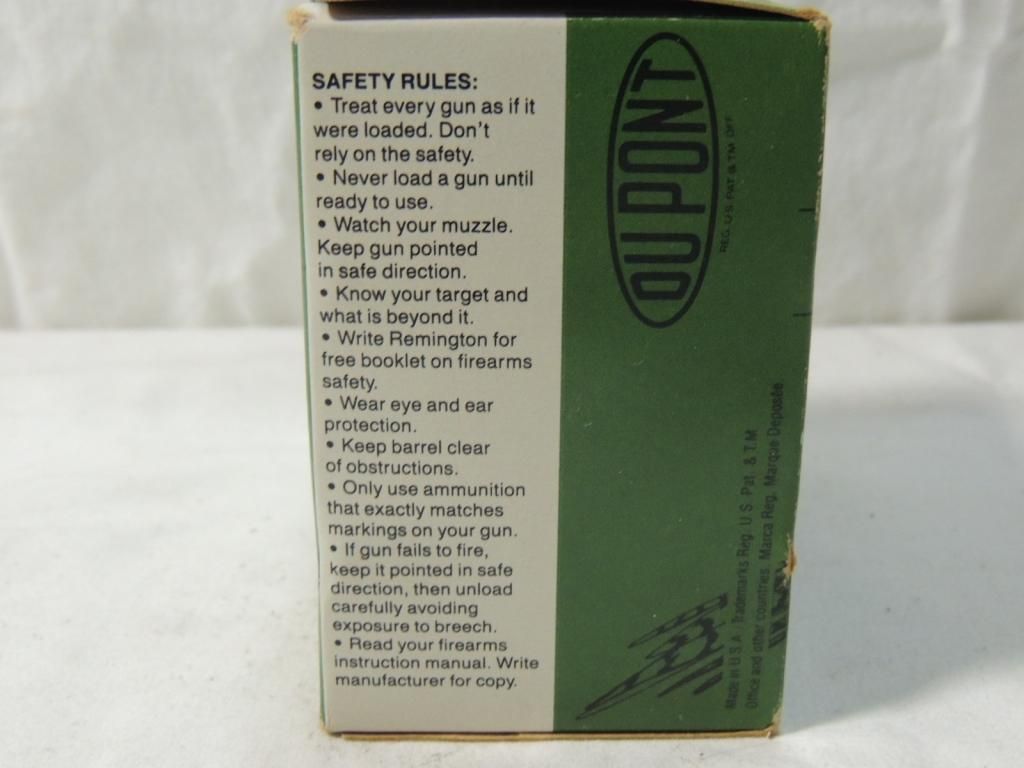 SAFETY RULES:
• Treat every gun as if it
were loaded. Don't
rely on the safety.
• Never load a gun until
ready to use.
• Watch your muzzle.
Keep gun pointed
in safe direction.
• Know your target and
what is beyond it.
• Write Remington for
free booklet on firearms
safety.
• Wear eye and ear
protection.
• Keep barrel clear
of obstructions.
• Only use ammunition
that exactly matches
markings on your gun.
• If gun fails to fire,
keep it pointed in safe
direction, then unload
carefully avoiding
exposure to breech.
• Read your firearms
instruction manual. Write
manufacturer for copy.
DU PONT
REG. U.S. PAT. & TM. OFF.
Made in U.S.A. Trademarks Reg. U.S. Pat. & T.M.
Office and other countries. Marca Reg. Marque Deposée